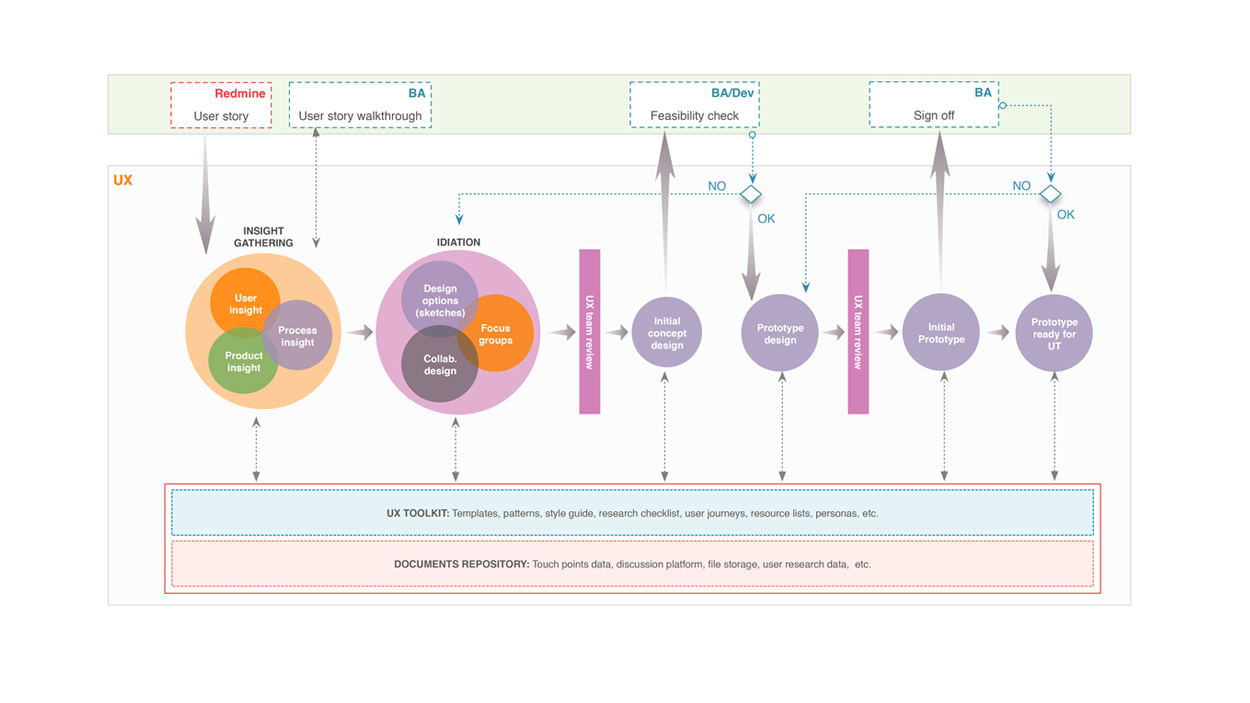 Redmine
User story
BA
User story walkthrough
BA/Dev
Feasibility check
BA
Sign off
UX
NO
OK
NO
OK
INSIGHT
GATHERING
IDIATION
User
insight
Process
insight
Product
insight
Design
options
(sketches)
Focus
groups
Collab.
design
UX team review
Initial
concept
design
Prototype
design
UX team review
Initial
Prototype
Prototype
ready for
UT
UX TOOLKIT: Templates, patterns, style guide, research checklist, user journeys, resource lists, personas, etc.
DOCUMENTS REPOSITORY: Touch points data, discussion platform, file storage, user research data, etc.